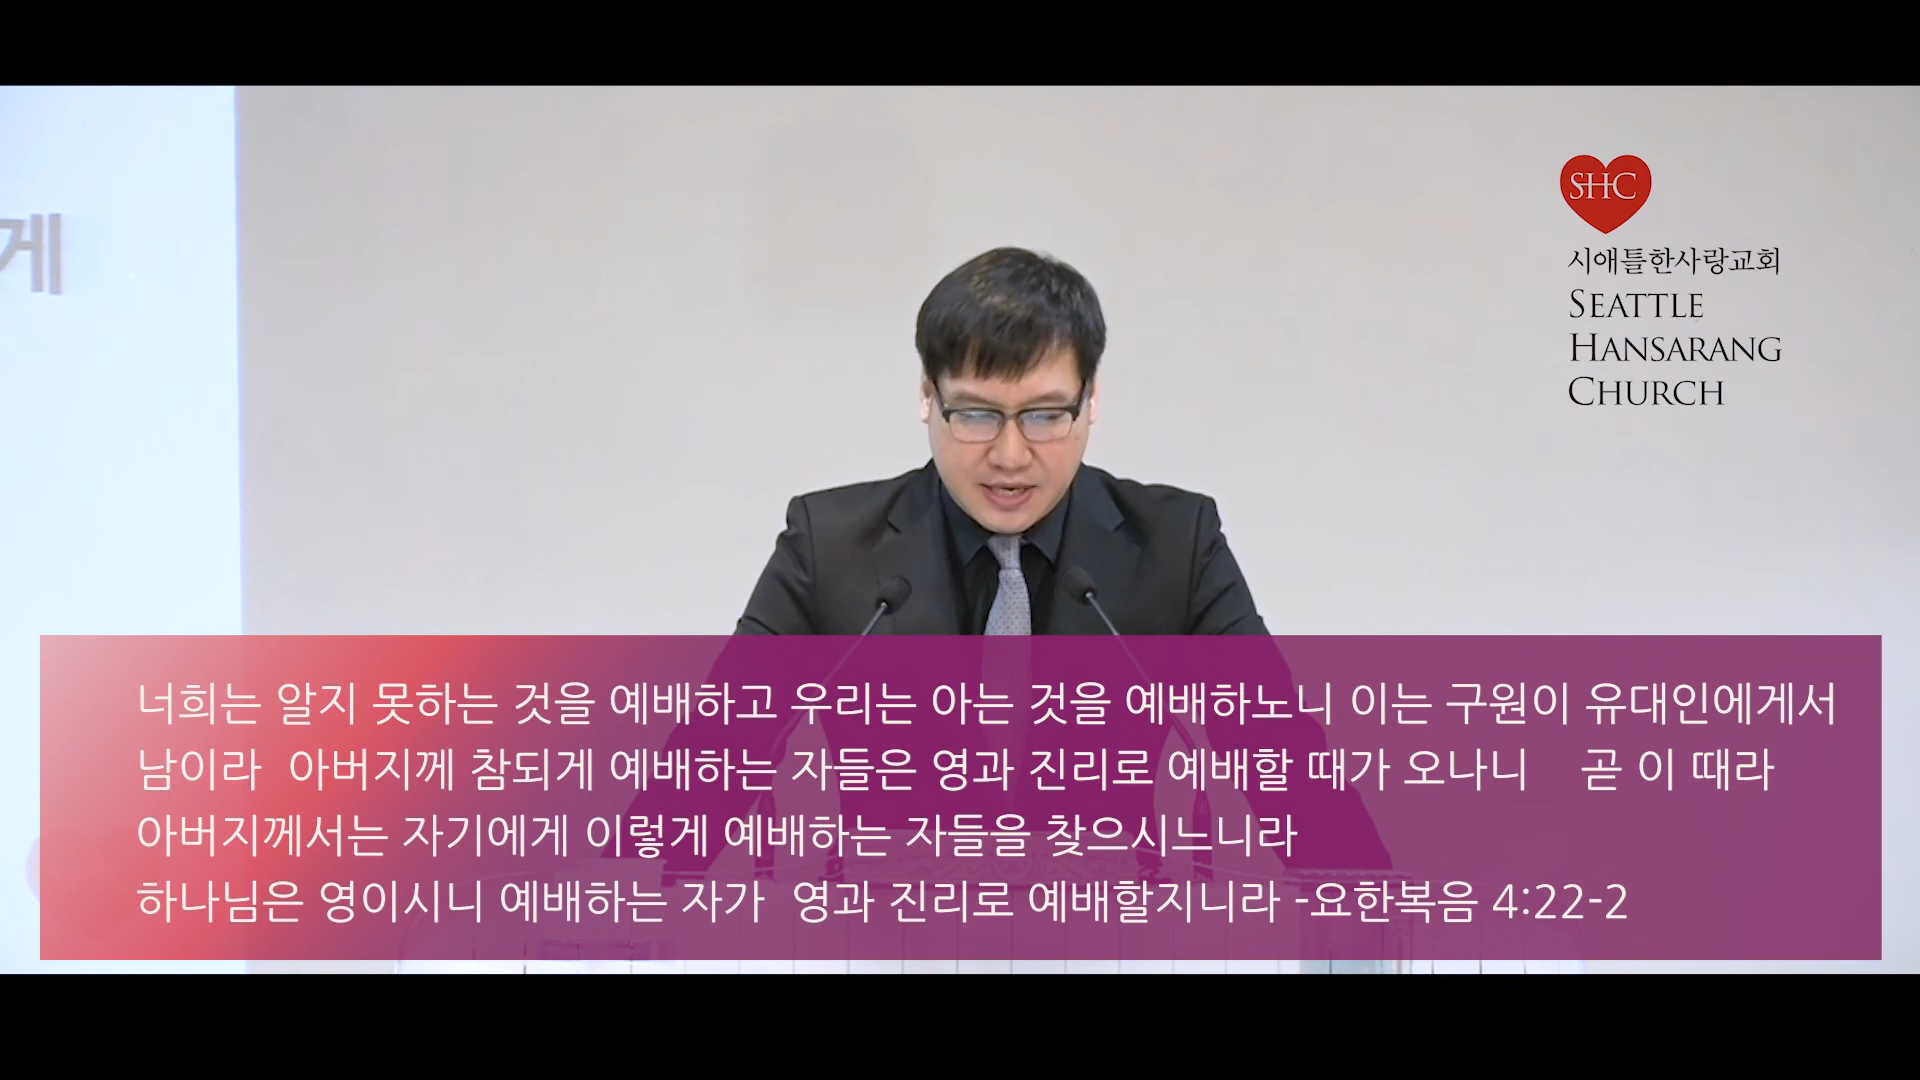 게
SHC
시애틀한사랑교회
SEATTLE
HANSARANG
CHURCH
너희는 알지 못하는 것을 예배하고 우리는 아는 것을 예배하노니 이는 구원이 유대인에게서
남이라 아버지께 참되게 예배하는 자들은 영과 진리로 예배할 때가 오나니 곧 이 때라
아버지께서는 자기에게 이렇게 예배하는 자들을 찾으시느니라
하나님은 영이시니 예배하는 자가 영과 진리로 예배할지니라 -요한복음 4:22-2